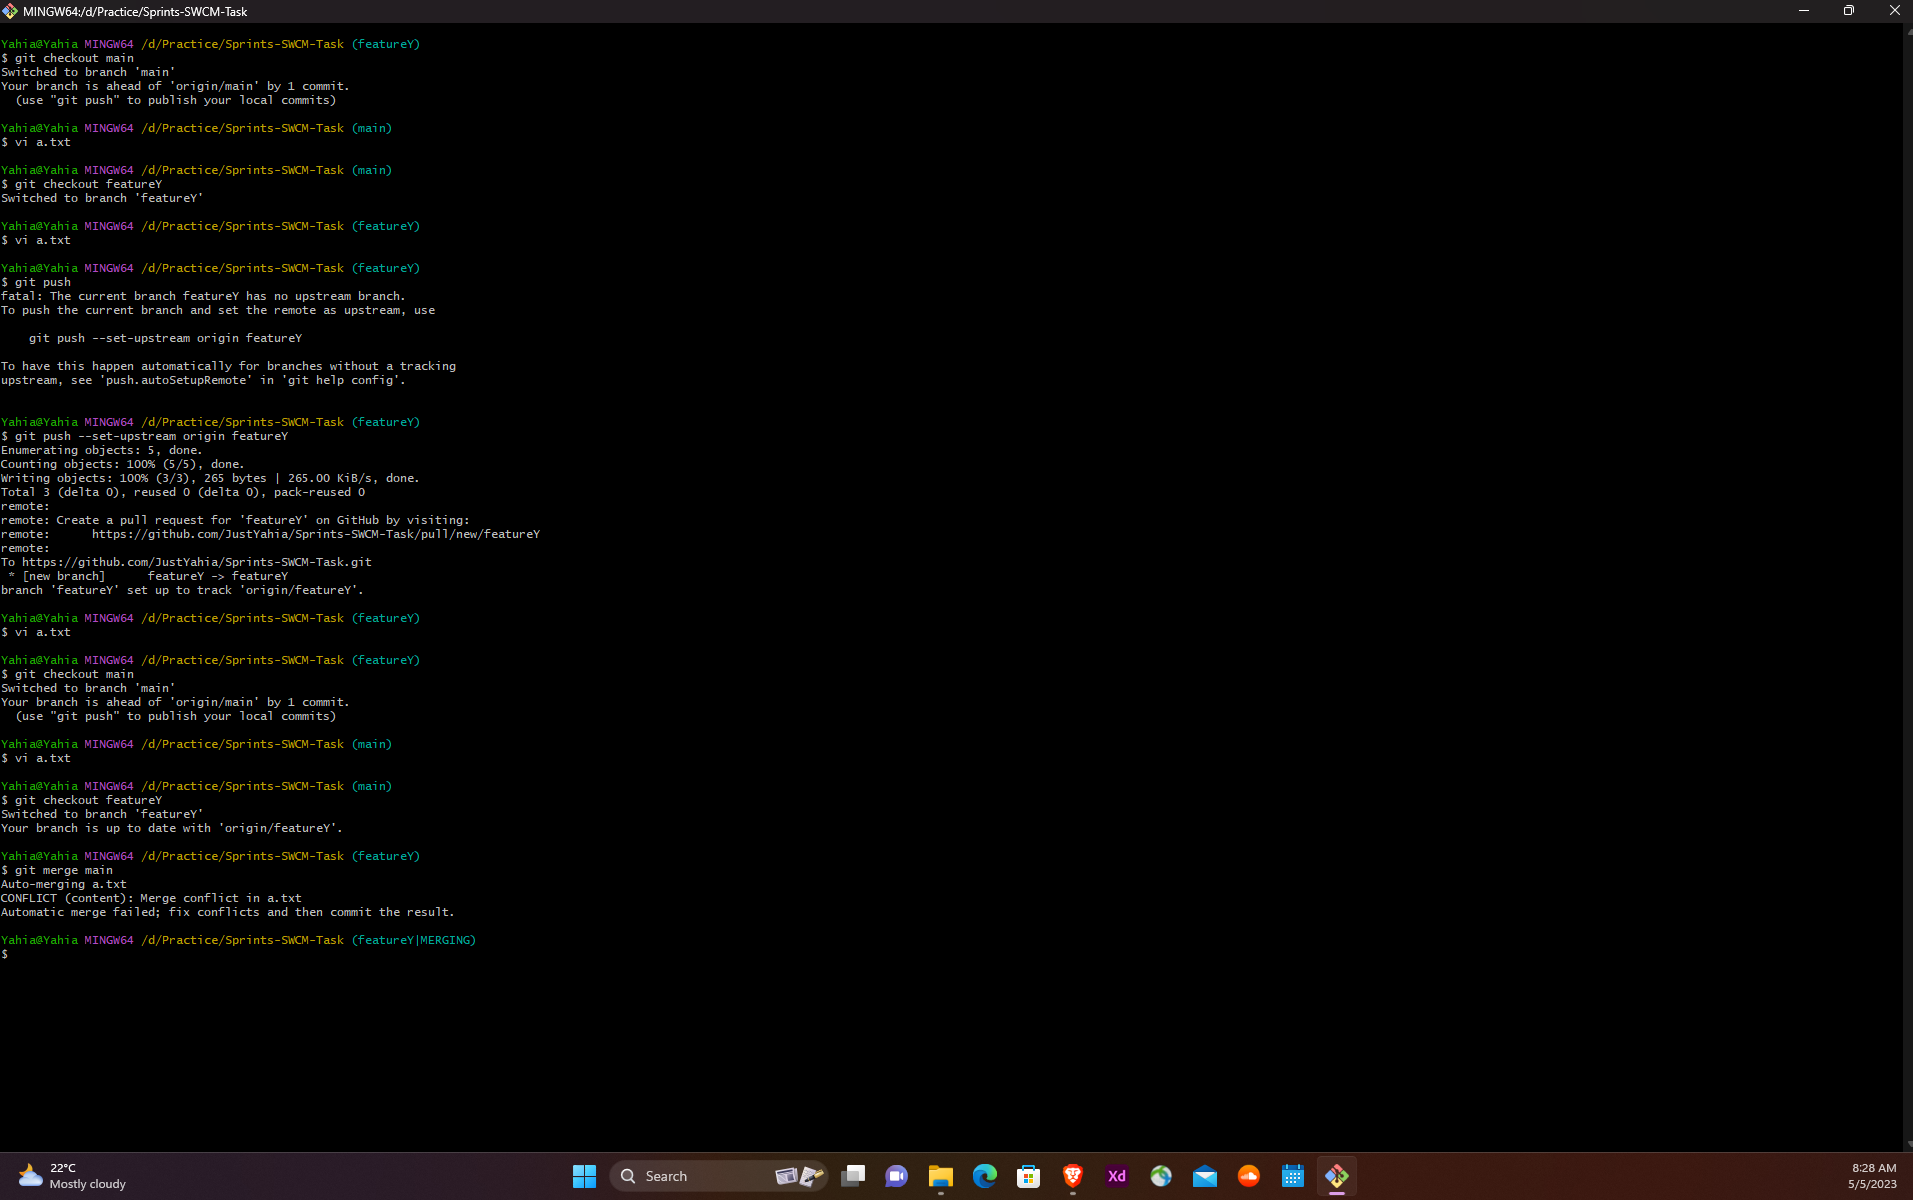 MINGW64:/d/Practice/Sprints-SWCM-Task
Yahia@Yahia MINGW64 /d/Practice/Sprints-SWCM-Task (featureY)
$ git checkout main
Switched to branch 'main'
Your branch is ahead of 'origin/main' by 1 commit.
  (use "git push" to publish your local commits)
Yahia@Yahia MINGW64 /d/Practice/Sprints-SWCM-Task (main)
$ vi a.txt
Yahia@Yahia MINGW64 /d/Practice/Sprints-SWCM-Task (main)
$ git checkout featureY
Switched to branch 'featureY'
Yahia@Yahia MINGW64 /d/Practice/Sprints-SWCM-Task (featureY)
$ vi a.txt
Yahia@Yahia MINGW64 /d/Practice/Sprints-SWCM-Task (featureY)
$ git push
fatal: The current branch featureY has no upstream branch.
To push the current branch and set the remote as upstream, use
    git push --set-upstream origin featureY
To have this happen automatically for branches without a tracking
upstream, see 'push.autoSetupRemote' in 'git help config'.
Yahia@Yahia MINGW64 /d/Practice/Sprints-SWCM-Task (featureY)
$ git push --set-upstream origin featureY
Enumerating objects: 5, done.
Counting objects: 100% (5/5), done.
Writing objects: 100% (3/3), 265 bytes | 265.00 KiB/s, done.
Total 3 (delta 0), reused 0 (delta 0), pack-reused 0
remote:
remote: Create a pull request for 'featureY' on GitHub by visiting:
remote:      https://github.com/JustYahia/Sprints-SWCM-Task/pull/new/featureY
remote:
To https://github.com/JustYahia/Sprints-SWCM-Task.git
 * [new branch]      featureY -> featureY
branch 'featureY' set up to track 'origin/featureY'.
Yahia@Yahia MINGW64 /d/Practice/Sprints-SWCM-Task (featureY)
$ vi a.txt
Yahia@Yahia MINGW64 /d/Practice/Sprints-SWCM-Task (featureY)
$ git checkout main
Switched to branch 'main'
Your branch is ahead of 'origin/main' by 1 commit.
  (use "git push" to publish your local commits)
Yahia@Yahia MINGW64 /d/Practice/Sprints-SWCM-Task (main)
$ vi a.txt
Yahia@Yahia MINGW64 /d/Practice/Sprints-SWCM-Task (main)
$ git checkout featureY
Switched to branch 'featureY'
Your branch is up to date with 'origin/featureY'.
Yahia@Yahia MINGW64 /d/Practice/Sprints-SWCM-Task (featureY)
$ git merge main
Auto-merging a.txt
CONFLICT (content): Merge conflict in a.txt
Automatic merge failed; fix conflicts and then commit the result.
Yahia@Yahia MINGW64 /d/Practice/Sprints-SWCM-Task (featureY|MERGING)
$
22°C
Mostly cloudy
Search
Xd
8:28 AM
5/5/2023